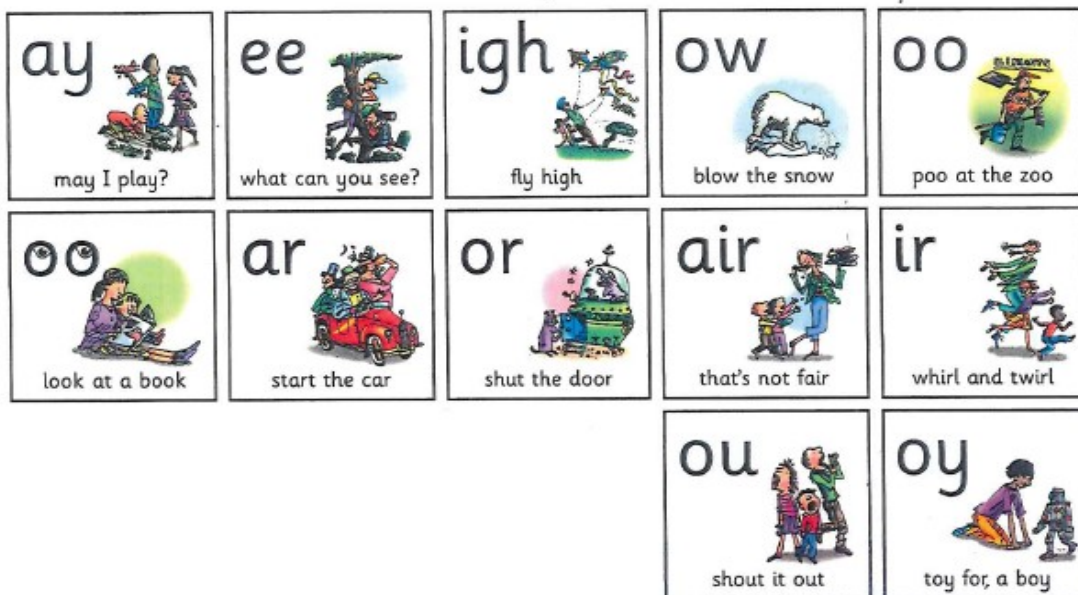 ay
may I play?
ee
what can you see?
igh
fly high
ow
blow the snow
oo
poo at the zoo
oo
look at a book
ar
start the car
or
shut the door
air
that's not fair
ir
whirl and twirl
ou
shout it out
oy
toy for, a boy